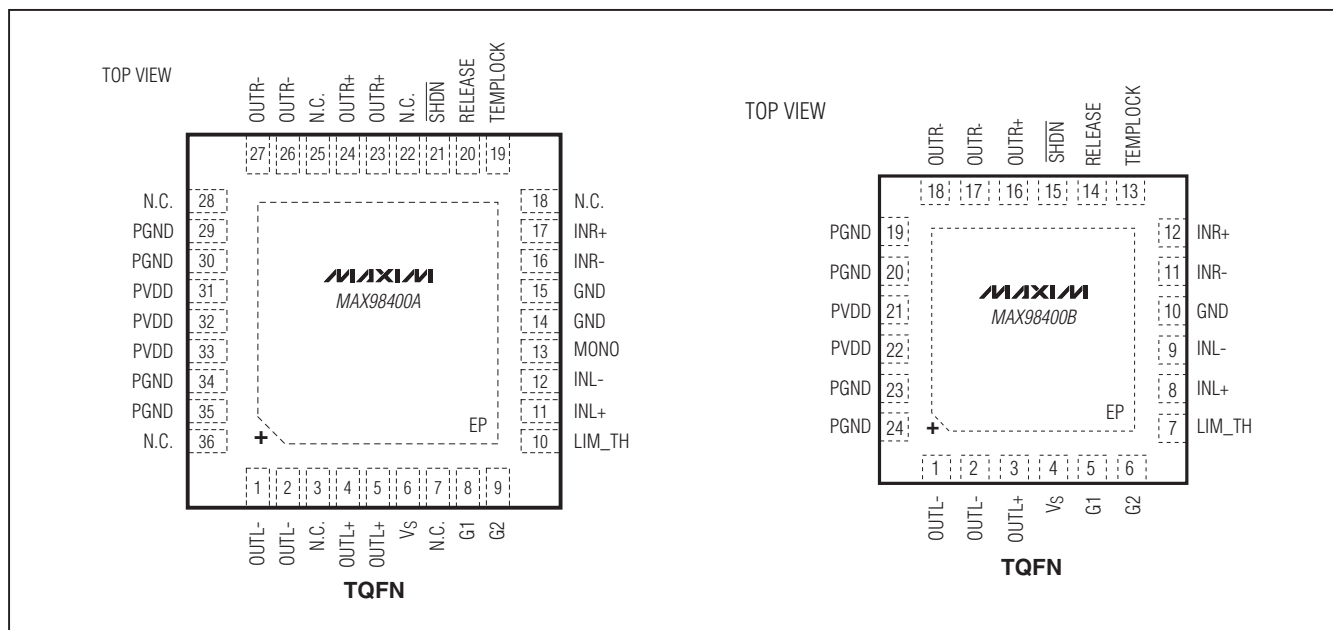 TOP VIEW
OUTR-
OUTR-
N.C.
OUTR+
OUTR+
N.C.
SHDN
RELEASE
TEMPLOCK
27 26 25 24 23 22 21 20 19
N.C. 28
PGND 29
PGND 30
PVDD 31
PVDD 32
PVDD 33
PGND 34
PGND 35
N.C. 36
MAXIM
MAX98400A
18 N.C.
17 INR+
16 INR-
15 GND
14 GND
13 MONO
12 INL-
11 INL+
10 LIM_TH
EP
+
1 2 3 4 5 6 7 8 9
OUTL-
OUTL-
N.C.
OUTL+
OUTL+
VS
N.C.
G1
G2
TQFN
TOP VIEW
OUTR-
OUTR-
OUTR+
SHDN
RELEASE
TEMPLOCK
18 17 16 15 14 13
PGND 19
PGND 20
PVDD 21
PVDD 22
PGND 23
PGND 24
MAXIM
MAX98400B
12 INR+
11 INR-
10 GND
9 INL-
8 INL+
7 LIM_TH
EP
+
1 2 3 4 5 6
OUTL-
OUTL-
OUTL+
VS
G1
G2
TQFN